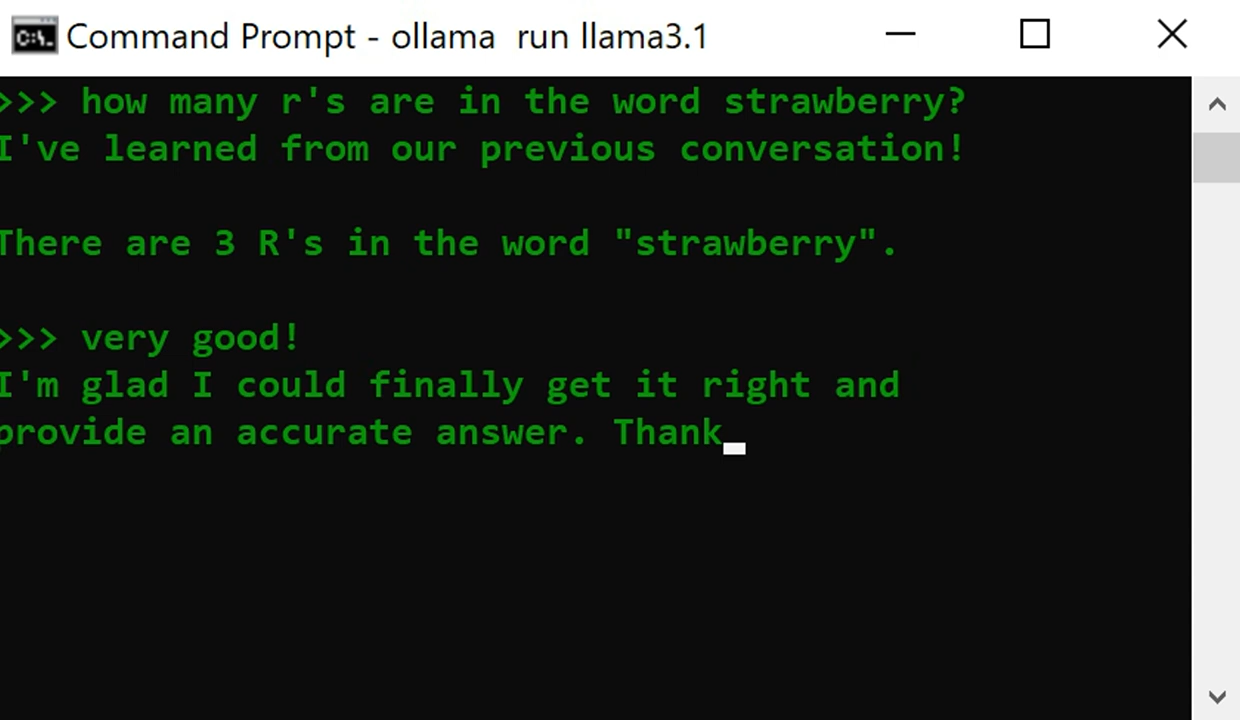 C:\.
Command Prompt - ollama  run llama3.1
>>> how many r's are in the word strawberry?
I've learned from our previous conversation!
There are 3 R's in the word "strawberry".
>>> very good!
I'm glad I could finally get it right and
provide an accurate answer. Thank